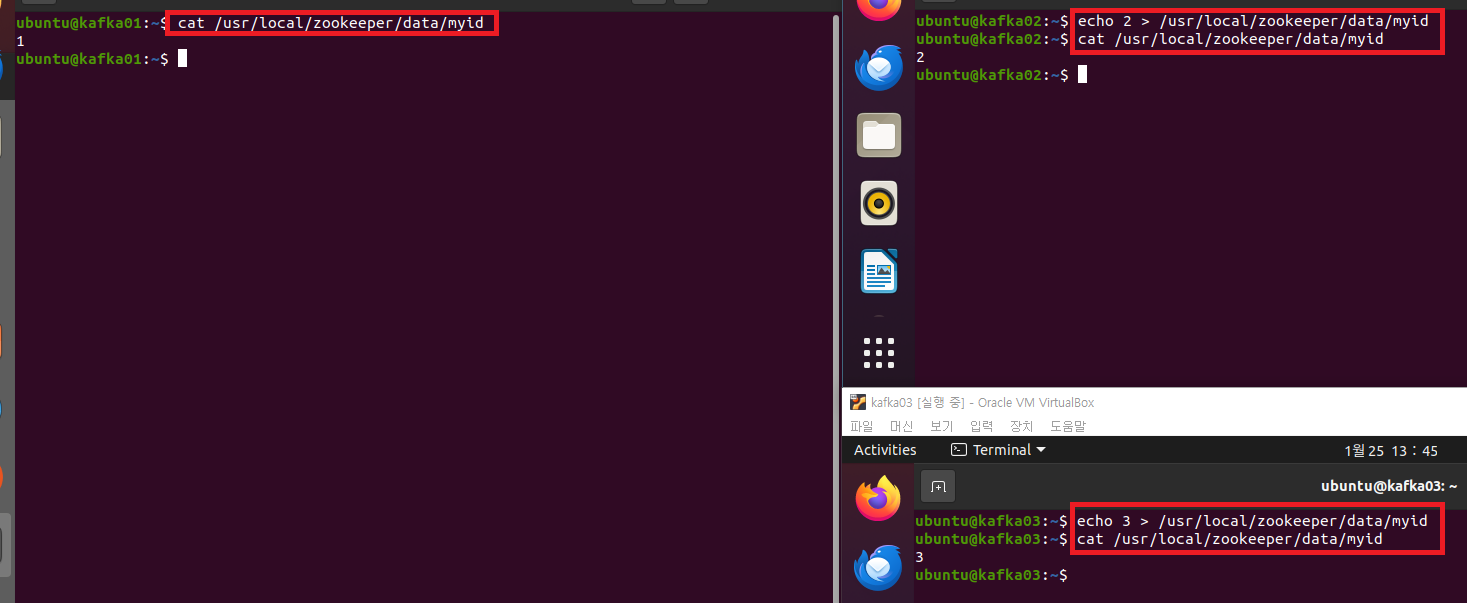 ubuntu@kafka01:~$ cat /usr/local/zookeeper/data/myid
1
ubuntu@kafka01:~$
ubuntu@kafka02:~$ echo 2 > /usr/local/zookeeper/data/myid
ubuntu@kafka02:~$ cat /usr/local/zookeeper/data/myid
2
ubuntu@kafka02:~$
kafka03 [실행 중] - Oracle VM VirtualBox
파일 머신 보기 입력 장치 도움말
Activities Terminal 1월 25 13 : 45
ubuntu@kafka03: ~
ubuntu@kafka03:~$ echo 3 > /usr/local/zookeeper/data/myid
ubuntu@kafka03:~$ cat /usr/local/zookeeper/data/myid
3
ubuntu@kafka03:~$